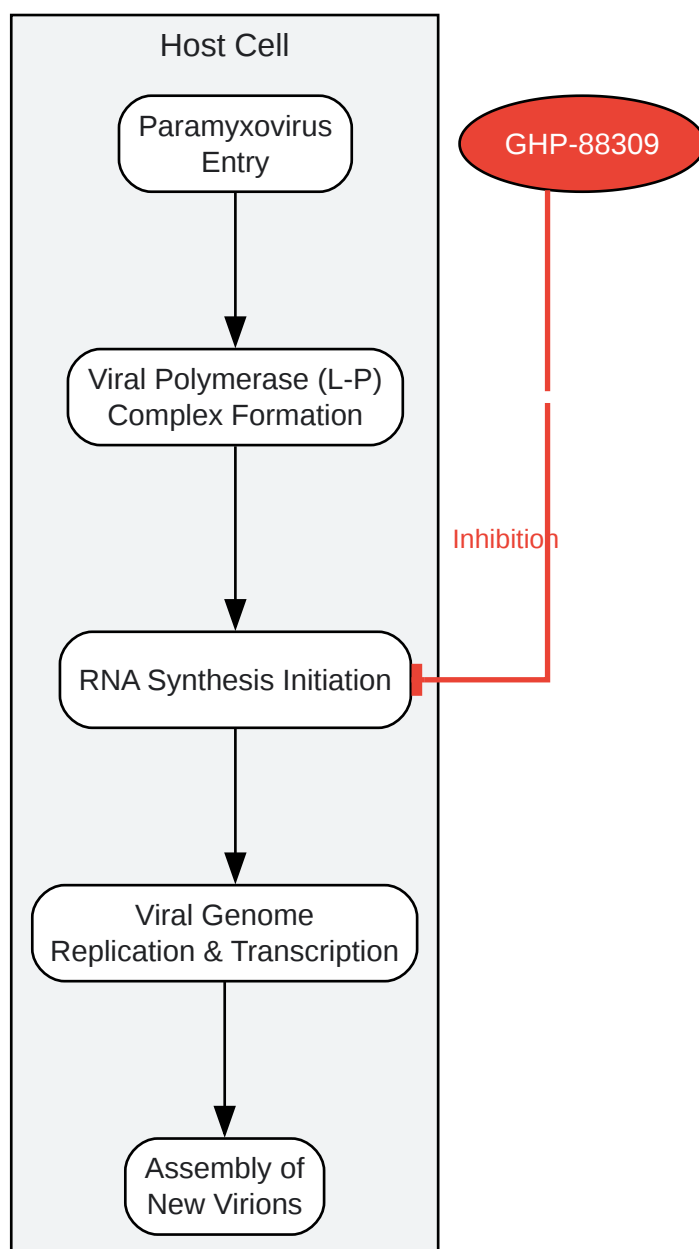 Host Cell
Paramyxovirus
Entry
GHP-88309
Viral Polymerase (L-P)
Complex Formation
Inhibition
RNA Synthesis Initiation
Viral Genome
Replication & Transcription
Assembly of
New Virions